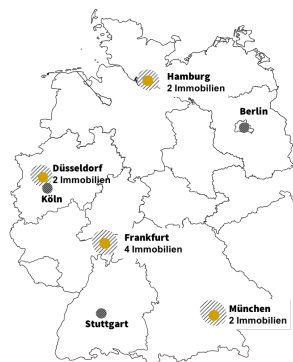 Hamburg
2 Immobilien
Berlin
Düsseldorf
2 Immobilien
Köln
Frankfurt
4 Immobilien
München
2 Immobilien
Stuttgart